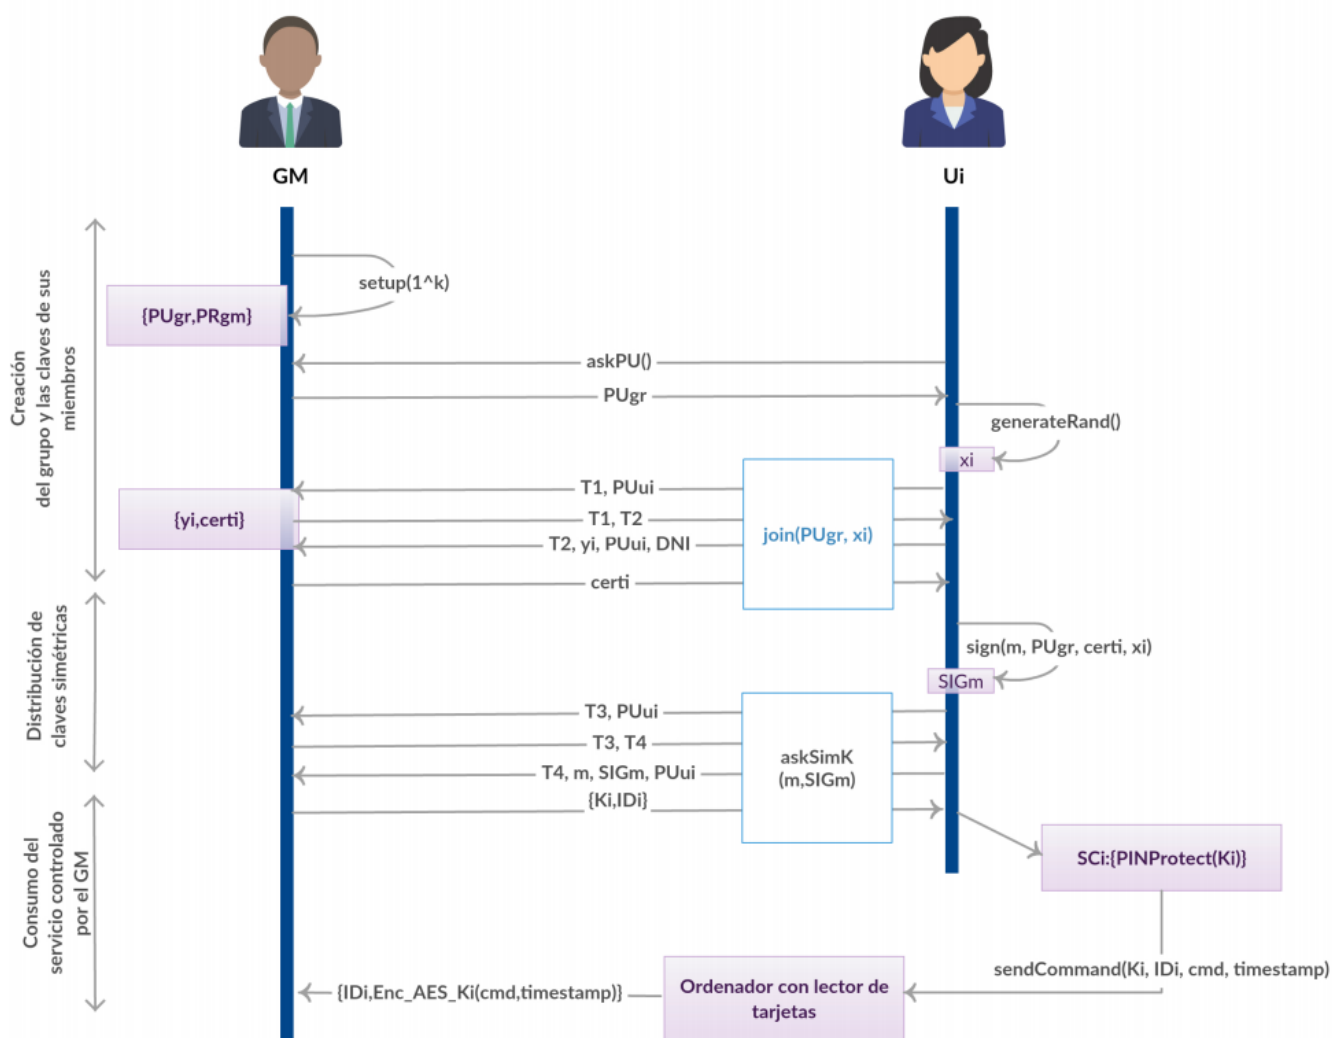 GM
Ui
Creación
del grupo y las claves de sus
miembros
setup(1^k)
{PUgr,PRgm}
askPU()
PUgr
generateRand()
xi
T1, PUui
{yi,certi}
T1, T2
join(PUgr, xi)
T2, yi, PUui, DNI
certi
Distribución de
claves simétricas
sign(m, PUgr, certi, xi)
SIGm
T3, PUui
T3, T4
askSimK
(m,SIGm)
T4, m, SIGm, PUui
{Ki,IDi}
Consumo del
servicio controlado
por el GM
SCi:{PINProtect(Ki)}
sendCommand(Ki, IDi, cmd, timestamp)
{IDi,Enc_AES_Ki(cmd,timestamp)}
Ordenador con lector de
tarjetas